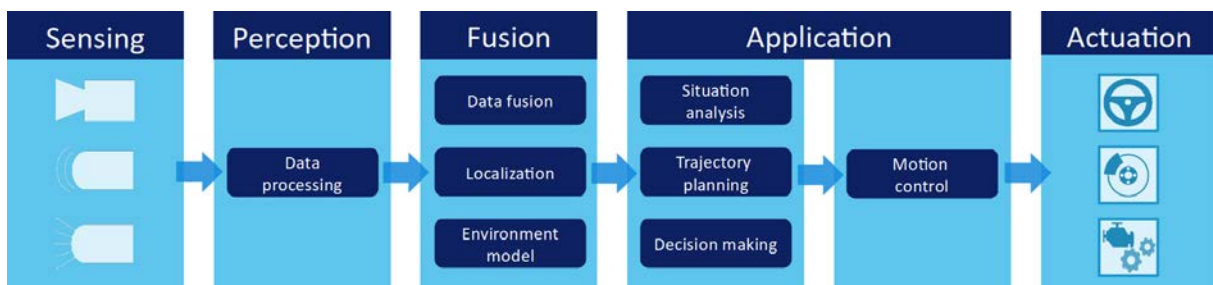 Sensing
Perception
Fusion
Application
Actuation
Data
processing
Data fusion
Localization
Environment
model
Situation
analysis
Trajectory
planning
Decision making
Motion
control